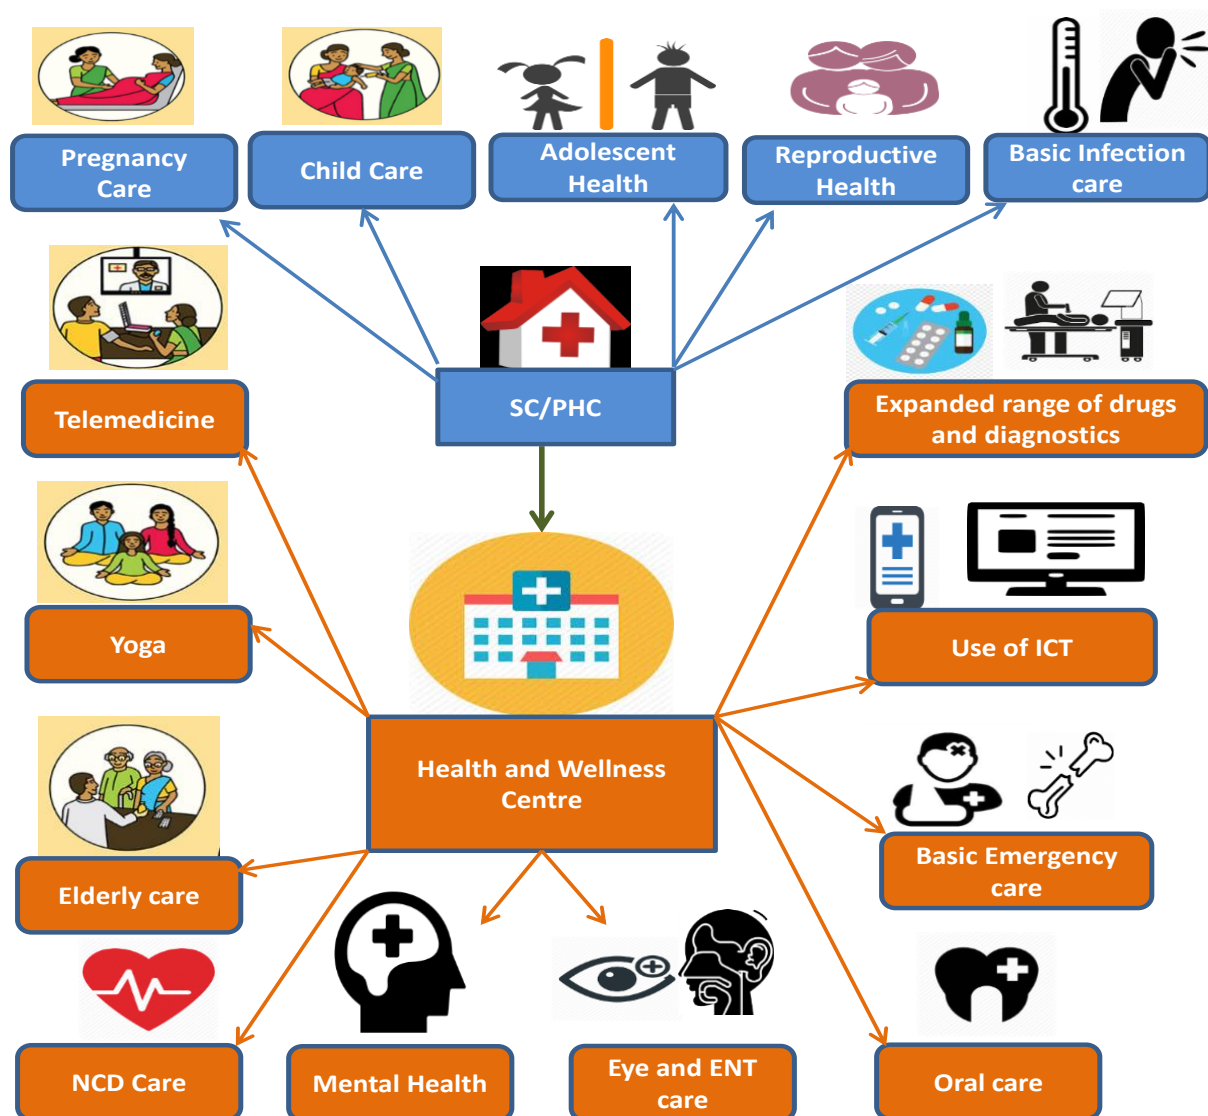 Pregnancy
Care
Child Care
Adolescent
Health
Reproductive
Health
Basic Infection
care
Telemedicine
SC/PHC
Expanded range of drugs
and diagnostics
Yoga
Use of ICT
Health and Wellness
Centre
Elderly care
Basic Emergency
care
NCD Care
Mental Health
Eye and ENT
care
Oral care